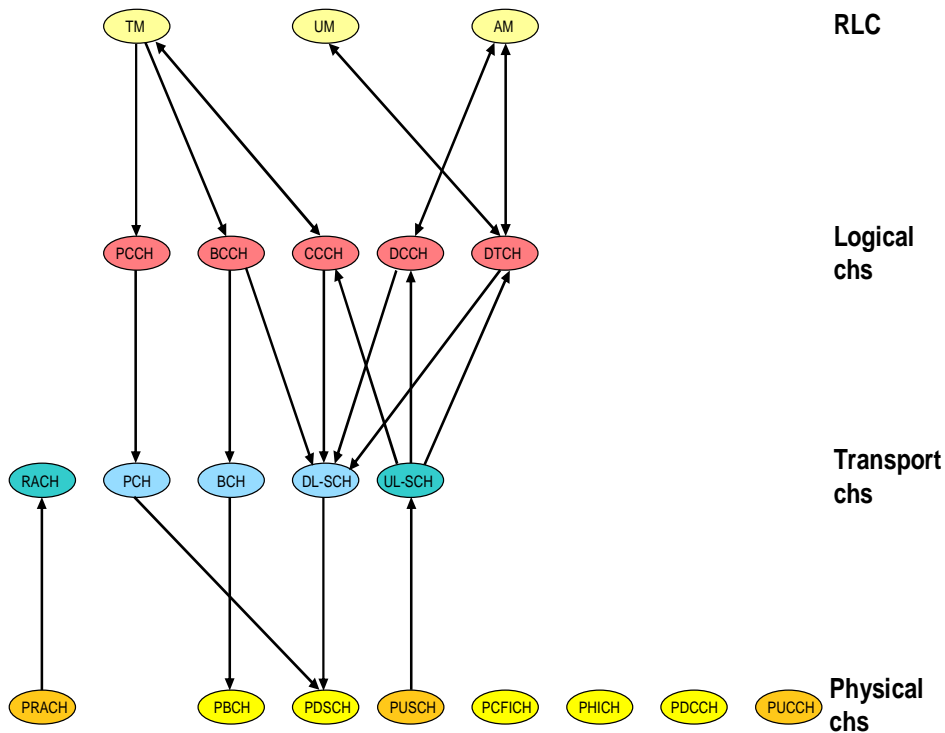 TM
UM
AM
RLC
PCCH
BCCH
CCCH
DCCH
DTCH
Logical
chs
RACH
PCH
BCH
DL-SCH
UL-SCH
Transport
chs
PRACH
PBCH
PDSCH
PUSCH
PCFICH
PHICH
PDCCH
PUCCH
Physical
chs